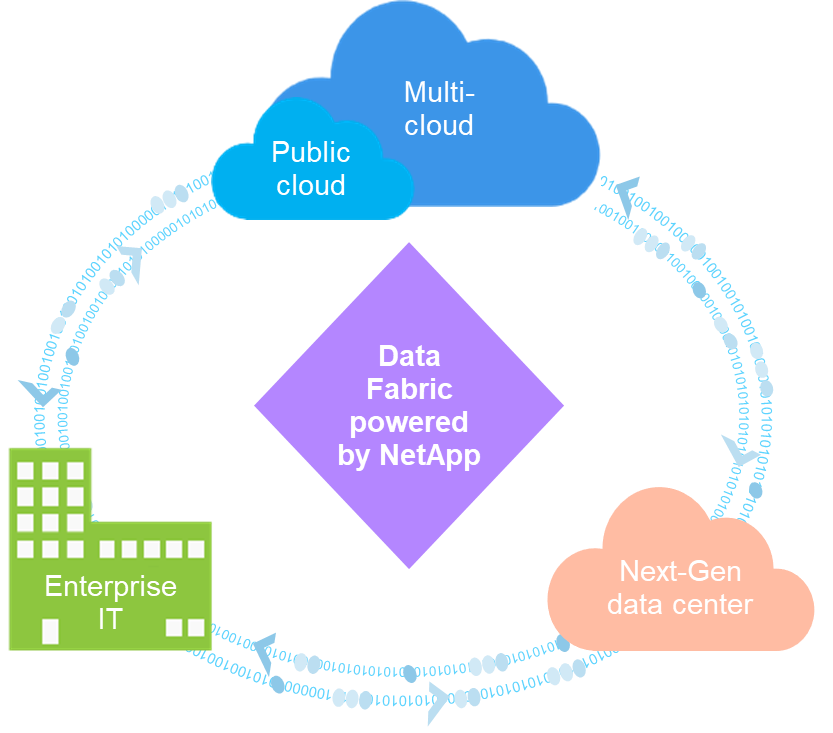 Multi-
cloud
Public
cloud
Data
Fabric
powered
by NetApp
Enterprise
IT
Next-Gen
data center